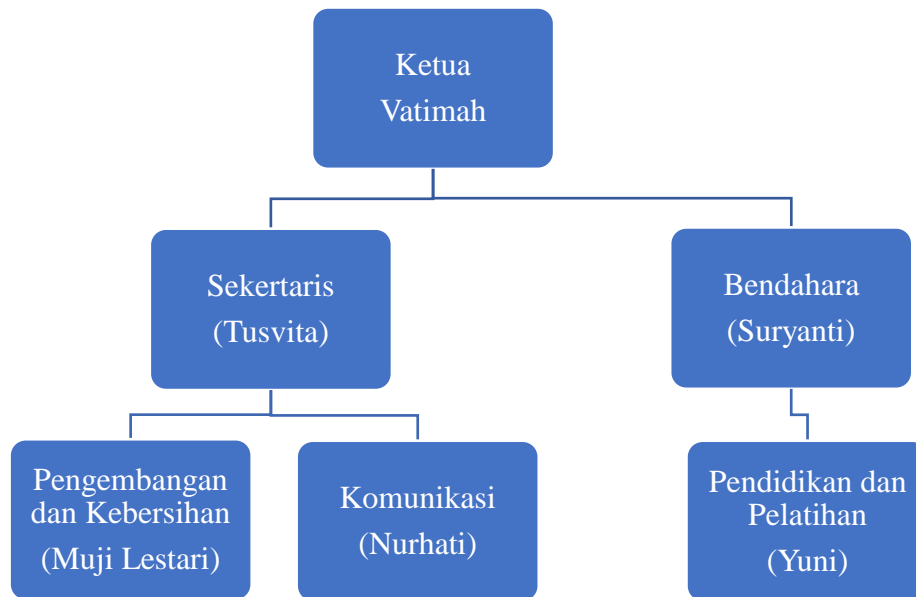 Ketua
Vatimah
Sekertaris
(Tusvita)
Bendahara
(Suryanti)
Pengembangan
dan Kebersihan
(Muji Lestari)
Komunikasi
(Nurhati)
Pendidikan dan
Pelatihan
(Yuni)